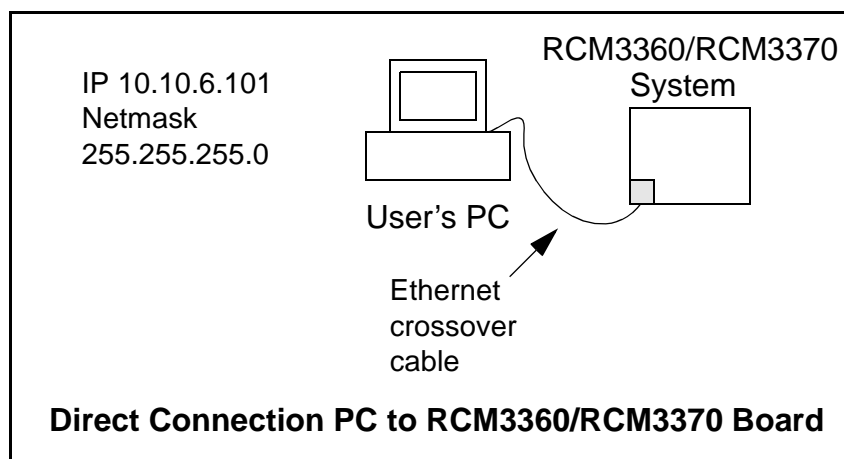 IP 10.10.6.101
Netmask
255.255.255.0
RCM3360/RCM3370
System
User’s PC
Ethernet
crossover
cable
Direct Connection PC to RCM3360/RCM3370 Board